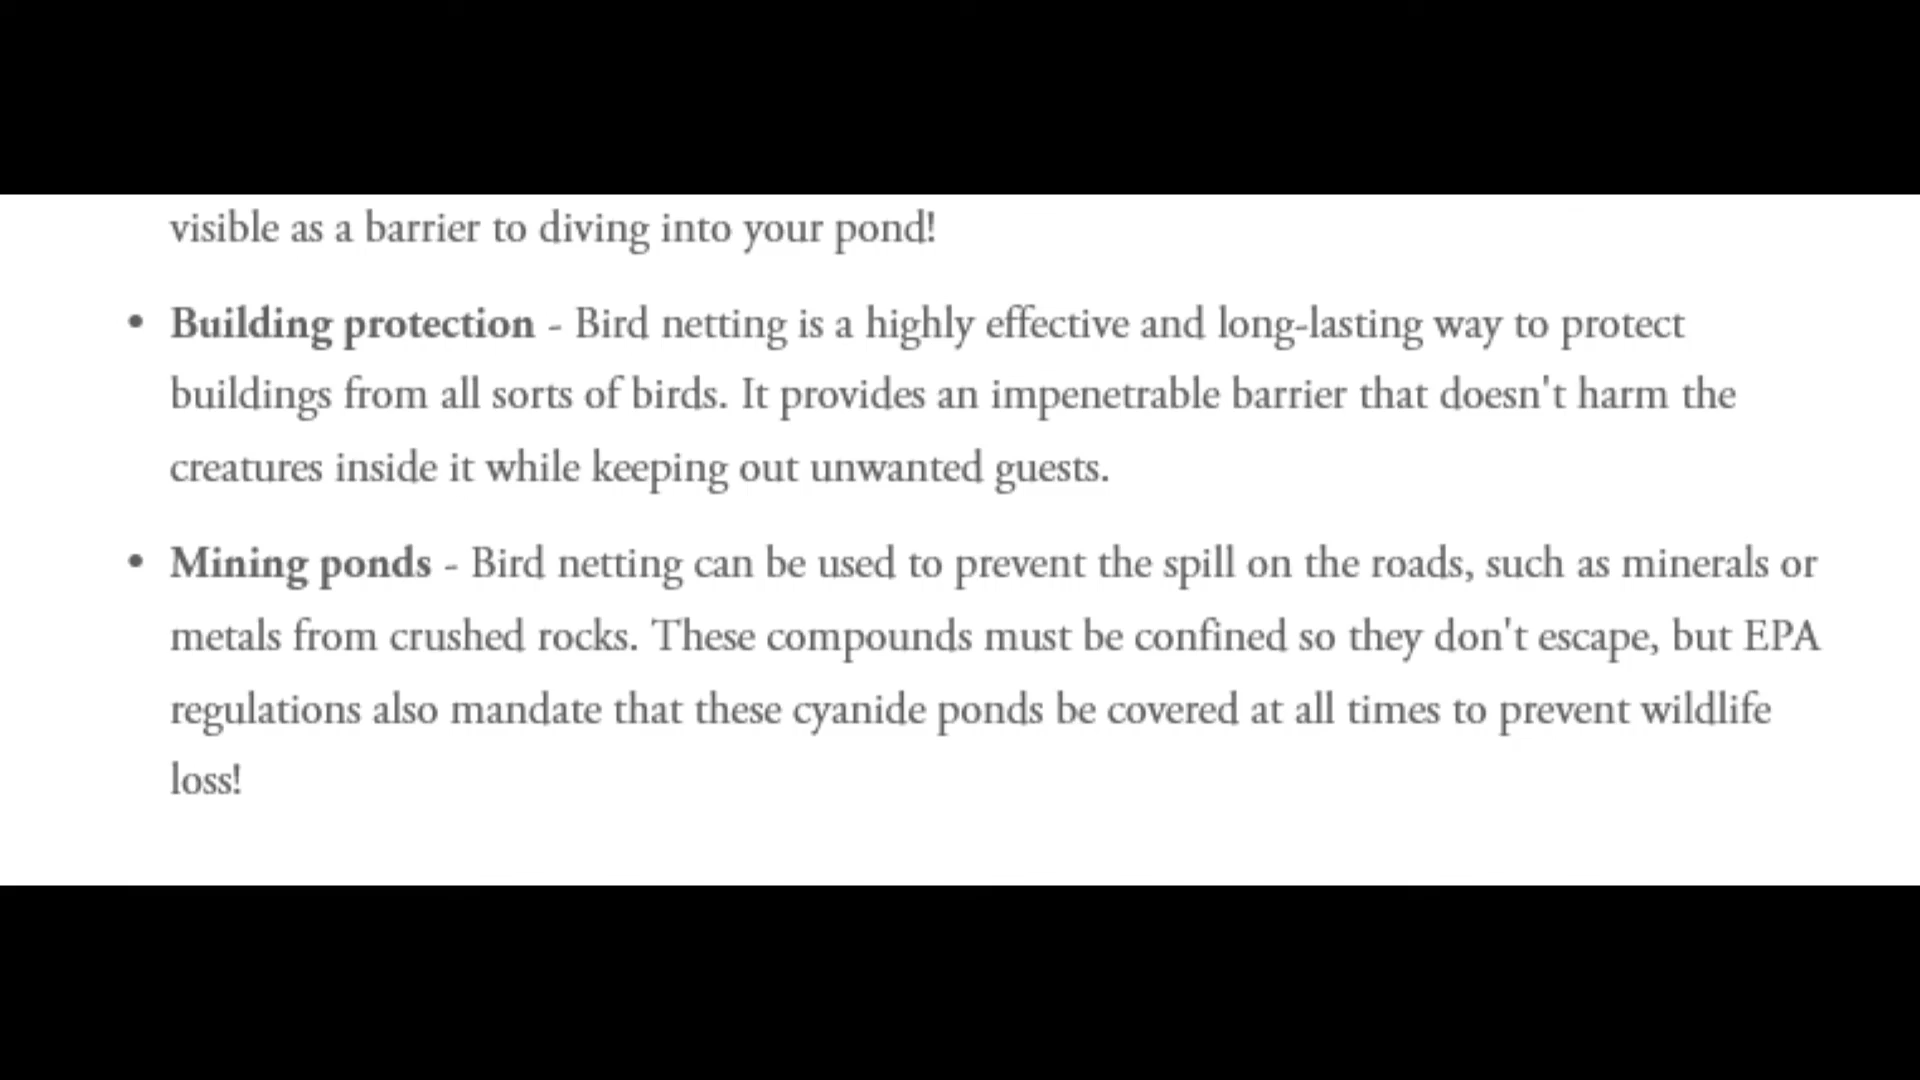 visible as a barrier to diving into your pond!
• Building protection - Bird netting is a highly effective and long-lasting way to protect
buildings from all sorts of birds. It provides an impenetrable barrier that doesn't harm the
creatures inside it while keeping out unwanted guests.
• Mining ponds - Bird netting can be used to prevent the spill on the roads, such as minerals or
metals from crushed rocks. These compounds must be confined so they don't escape, but EPA
regulations also mandate that these cyanide ponds be covered at all times to prevent wildlife
loss!